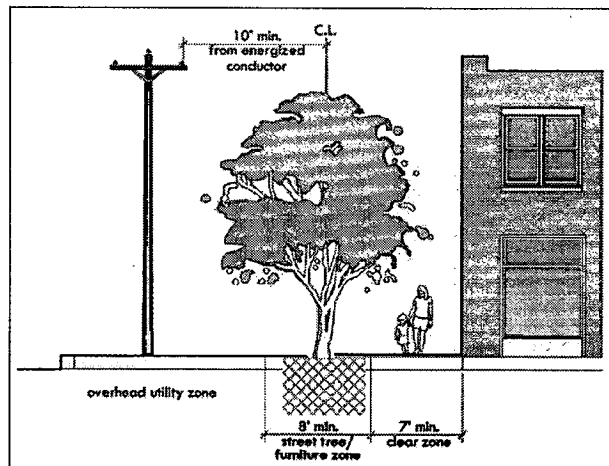 C.L.
10' min.
from energized
conductor
overhead utility zone
8' min.
street tree/
furniture zone
7' min.
clear zone